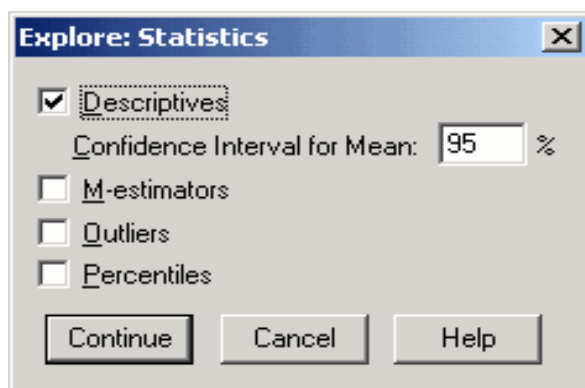 Explore: Statistics
Descriptives
Confidence Interval for Mean: 95 %
M-estimators
Outliers
Percentiles
Continue Cancel Help